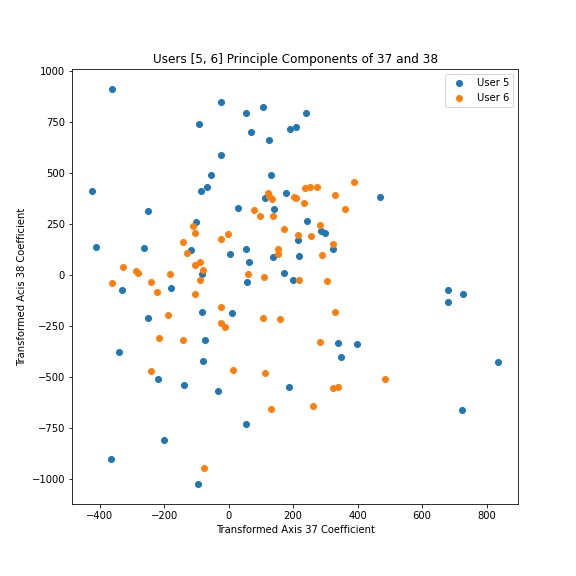 Users [5, 6] Principle Components of 37 and 38
User 5
User 6
1000
750
500
250
0
−250
−500
−750
−1000
Transformed Acis 38 Coefficient
−400 −200 0 200 400 600 800
Transformed Axis 37 Coefficient